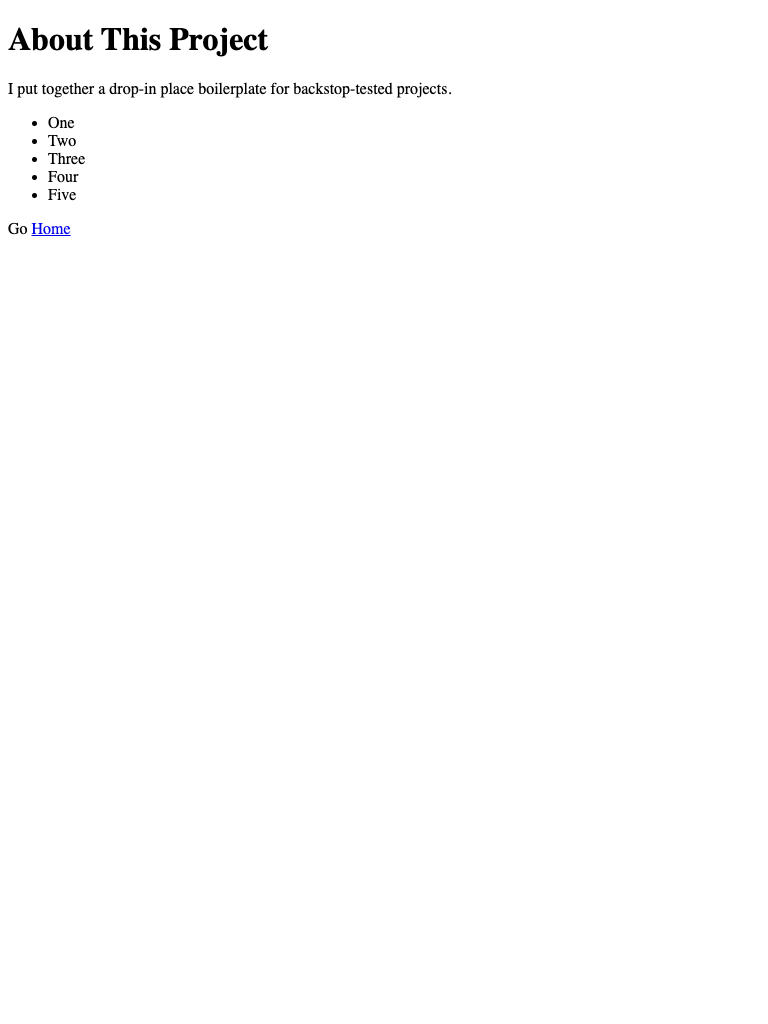 About This Project
I put together a drop-in place boilerplate for backstop-tested projects.
One
Two
Three
Four
Five
Go Home